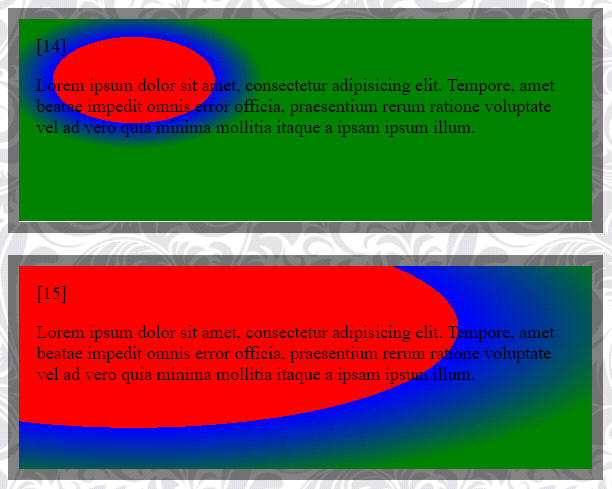 [14]
Lorem ipsum dolor sit amet, consectetur adipisicing elit. Tempore, amet
beatae impedit omnis error officia, praesentium rerum ratione voluptate
vel ad vero quia minima mollitia itaque a ipsam ipsum illum.
[15]
Lorem ipsum dolor sit amet, consectetur adipisicing elit. Tempore, amet
beatae impedit omnis error officia, praesentium rerum ratione voluptate
vel ad vero quia minima mollitia itaque a ipsam ipsum illum.